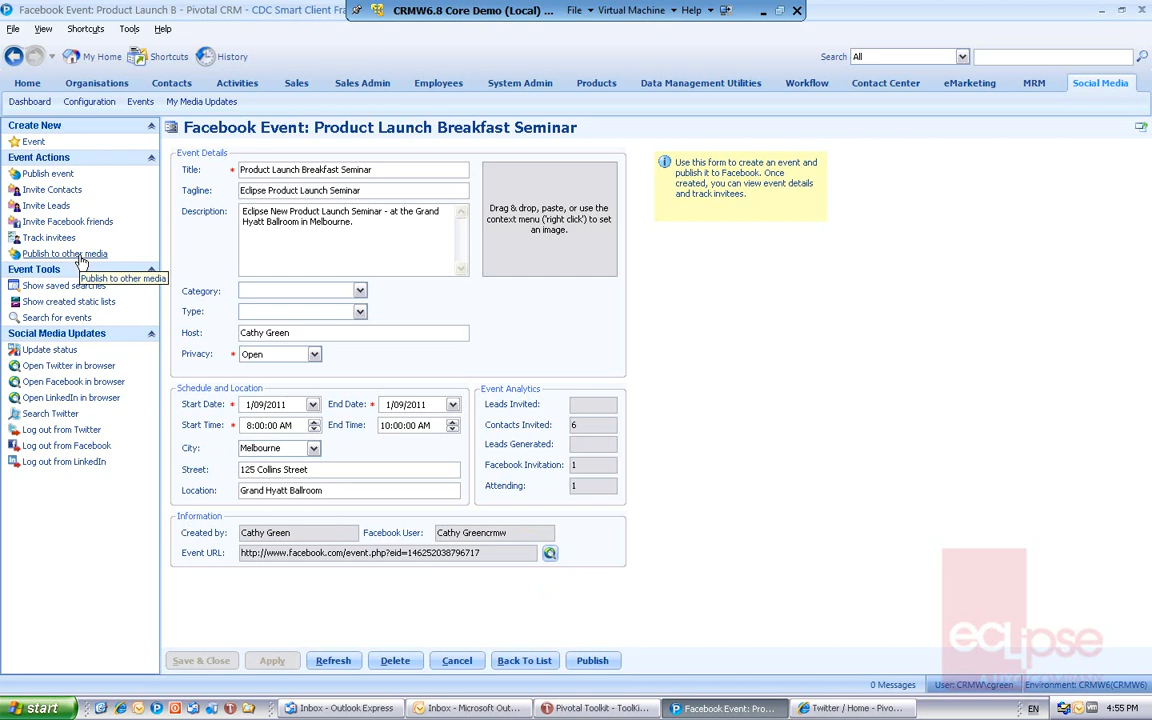 Facebook Event: Product Launch B - Pivotal CRM - CDC Smart Client Fra
CRMW6.8 Core Demo (Local) ... File Virtual Machine Help
File View Shortcuts Tools Help
My Home Shortcuts History Search All
Home Organisations Contacts Activities Sales Sales Admin Employees System Admin Products Data Management Utilities Workflow Contact Center eMarketing MRM Social Media
Dashboard Configuration Events My Media Updates
Create New
Event
Event Actions
Publish event
Invite Contacts
Invite Leads
Invite Facebook friends
Track invitees
Publish to other media
Publish to other media
Event Tools
Show saved searches
Show created static lists
Search for events
Social Media Updates
Update status
Open Twitter in browser
Open Facebook in browser
Open LinkedIn in browser
Search Twitter
Log out from Twitter
Log out from Facebook
Log out from LinkedIn
Facebook Event: Product Launch Breakfast Seminar
Event Details
Title: * Product Launch Breakfast Seminar
Tagline: Eclipse Product Launch Seminar
Description: Eclipse New Product Launch Seminar - at the Grand
Hyatt Ballroom in Melbourne.
Drag & drop, paste, or use the
context menu ('right click') to set
an image.
Category:
Type:
Host: Cathy Green
Privacy: * Open
Use this form to create an event and
publish it to Facebook. Once
created, you can view event details
and track invitees.
Schedule and Location
Start Date: * 1/09/2011 End Date: * 1/09/2011
Start Time: * 8:00:00 AM End Time: 10:00:00 AM
City: Melbourne
Street: 125 Collins Street
Location: Grand Hyatt Ballroom
Event Analytics
Leads Invited:
Contacts Invited: 6
Leads Generated:
Facebook Invitation: 1
Attending: 1
Information
Created by: Cathy Green Facebook User: Cathy Greencrmw
Event URL: http://www.facebook.com/event.php?eid=146252038796717
Save & Close Apply Refresh Delete Cancel Back To List Publish
eclipse
0 Messages User: CRMW\cgreen Environment: CRMW6(CRMW6)
start Inbox - Outlook Express Inbox - Microsoft Out... Pivotal Toolkit - ToolKi... Facebook Event: Pro... Twitter / Home - Pivo... EN 4:55 PM